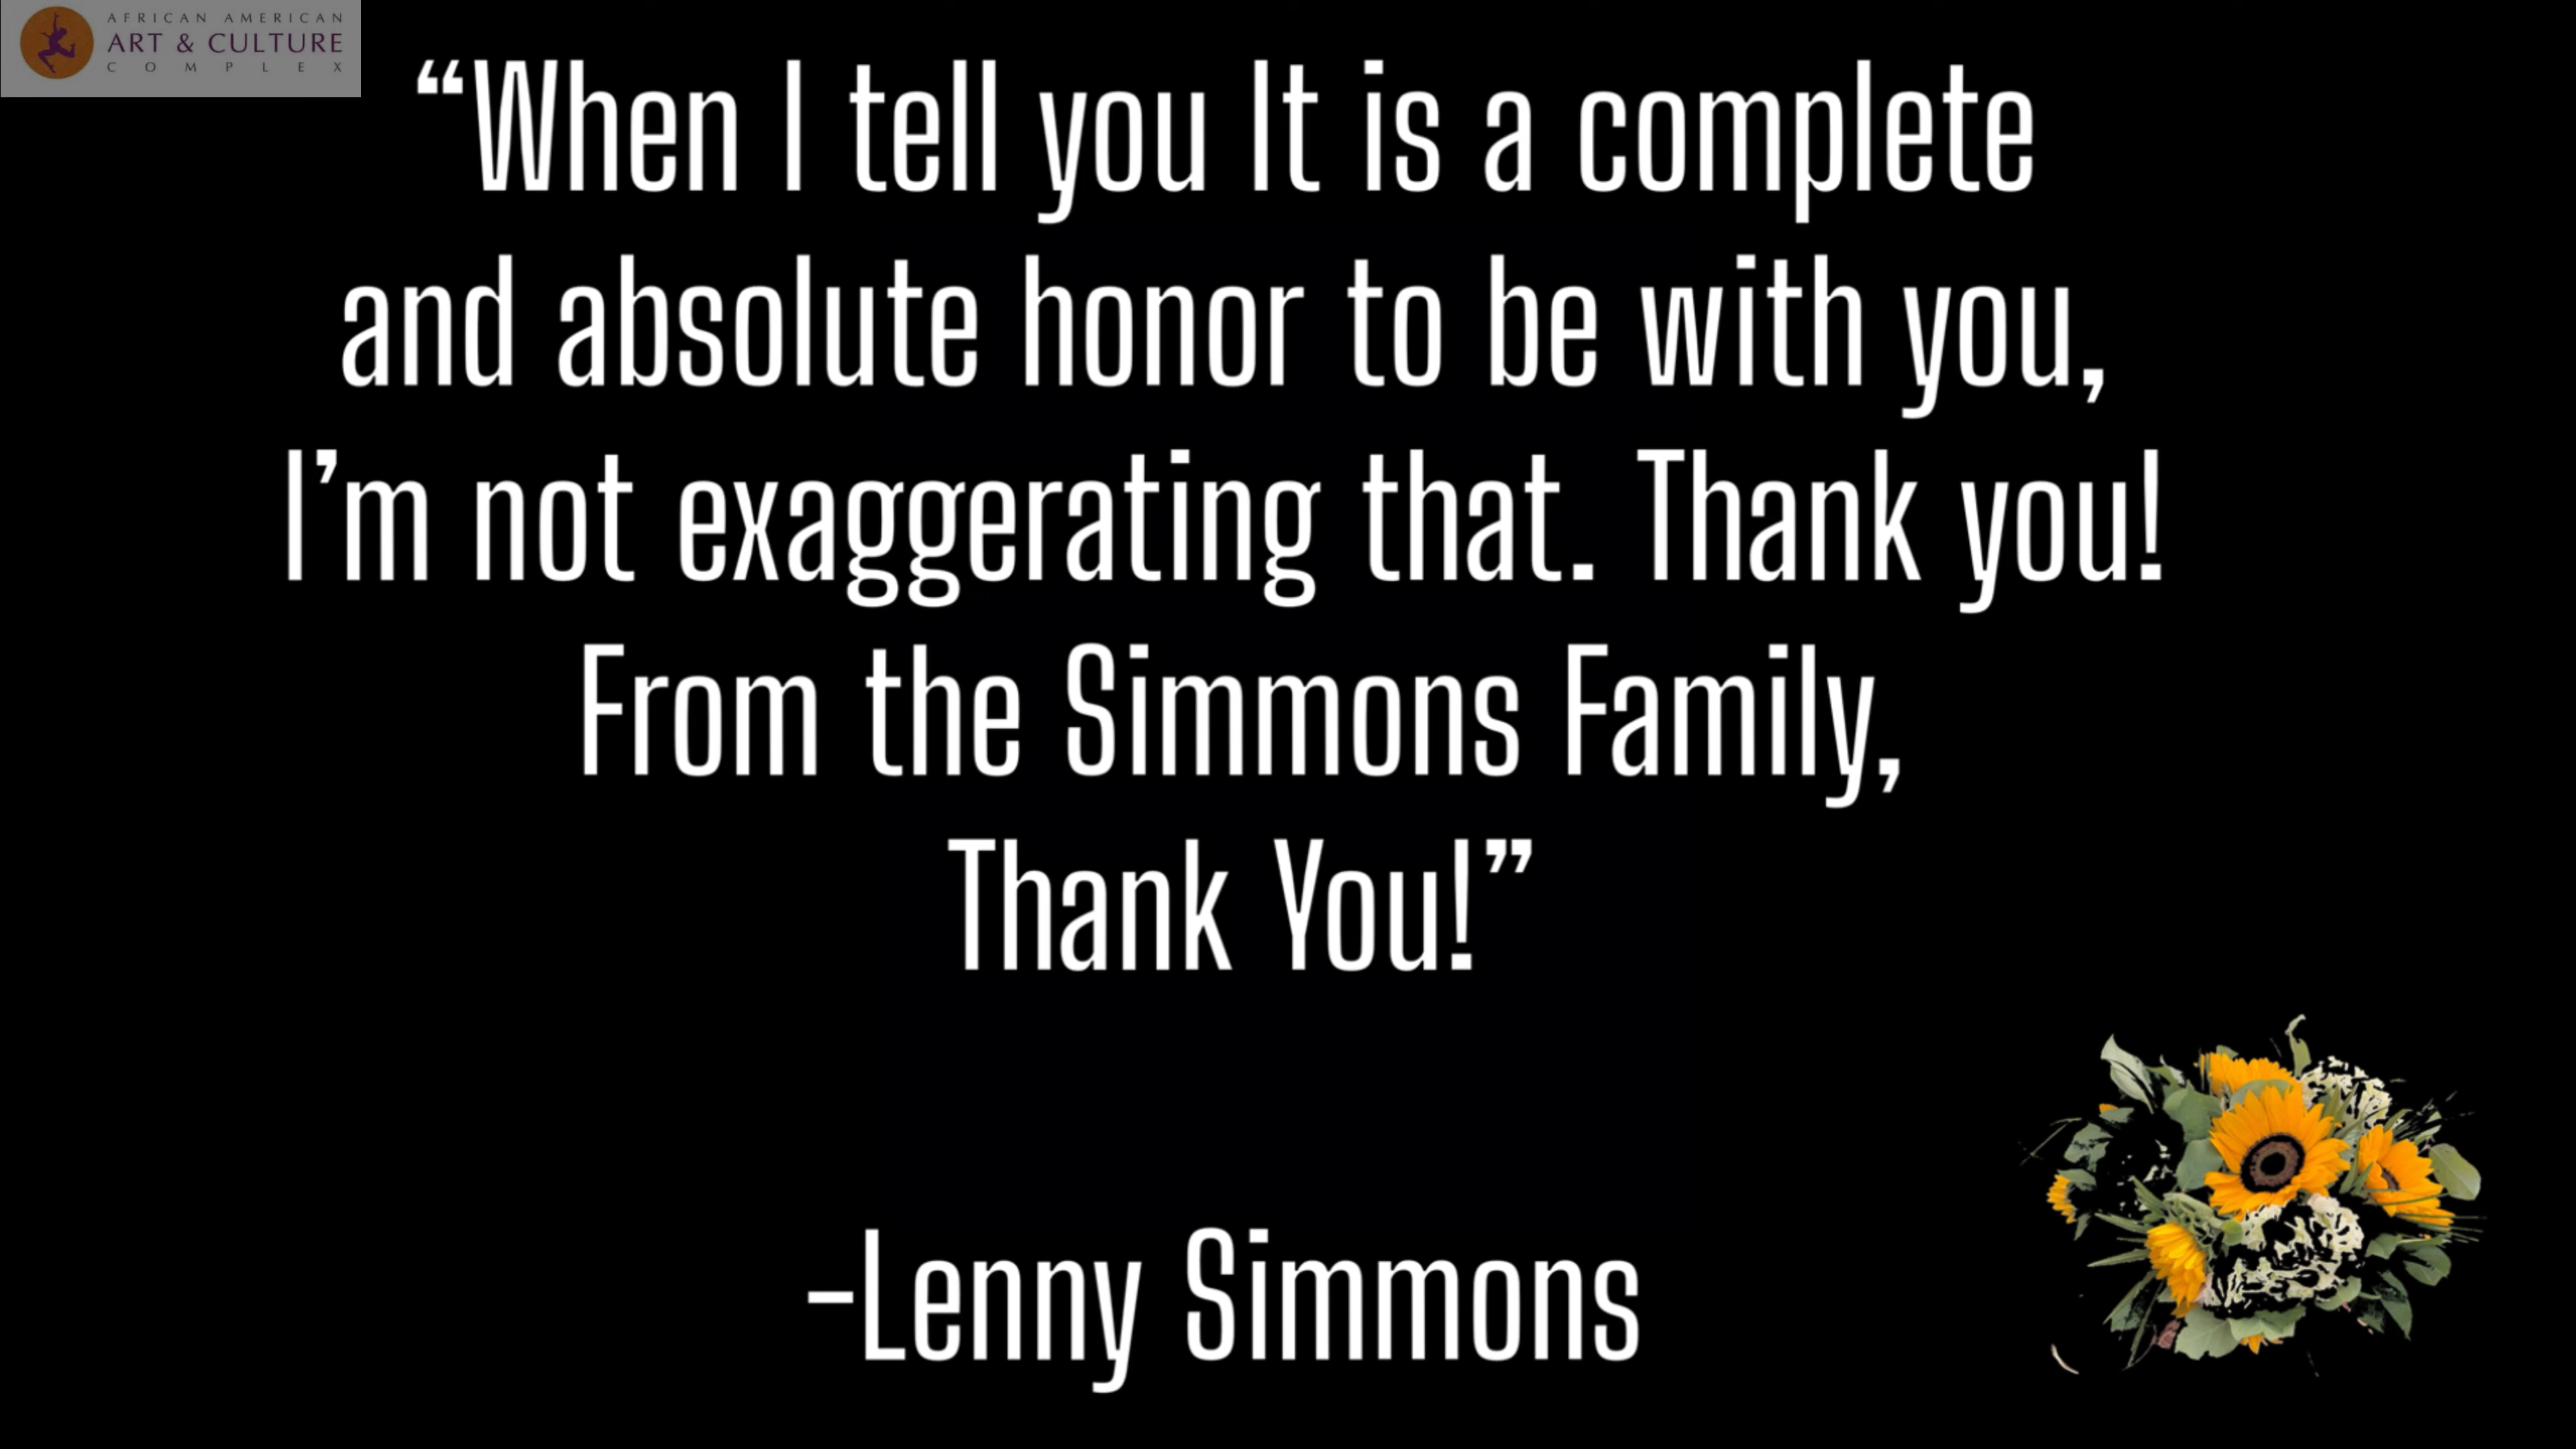 AFRICAN AMERICAN
ART & CULTURE
COMPLEX
“When I tell you It is a complete
and absolute honor to be with you,
I’m not exaggerating that. Thank you!
From the Simmons Family,
Thank You!”
-Lenny Simmons